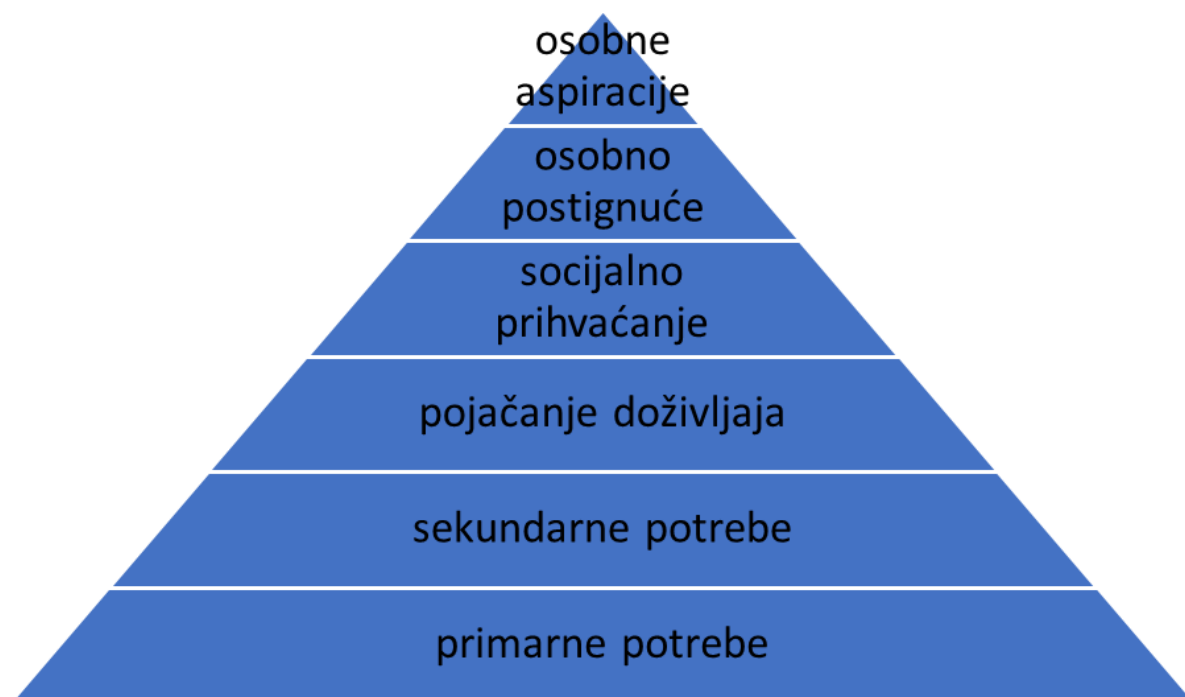 osobne
aspiracije
osobno
postignuće
socijalno
prihvaćanje
pojačanje doživljaja
sekundarne potrebe
primarne potrebe